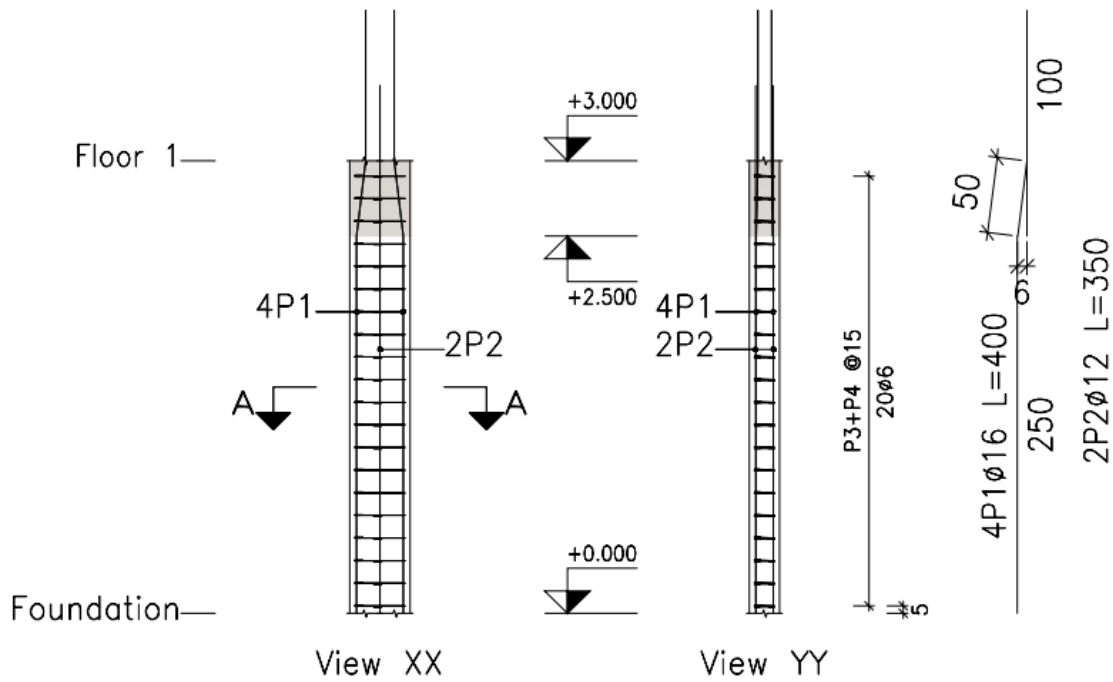 +3.000
Floor 1
100
50
+2.500
6
4P1
2P2
4P1
2P2
A
A
P3+P4 @15
20ø6
4P1ø16 L=400
250
2P2ø12 L=350
+0.000
Foundation
5
View XX
View YY